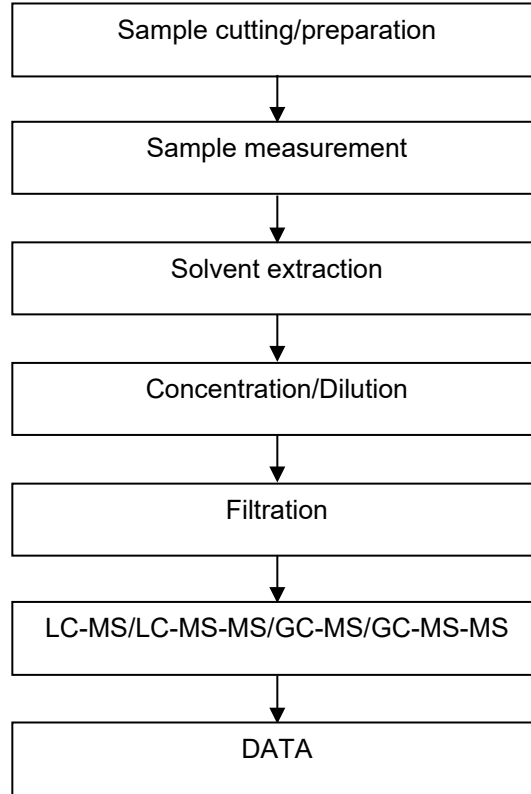 Sample cutting/preparation
Sample measurement
Solvent extraction
Concentration/Dilution
Filtration
LC-MS/LC-MS-MS/GC-MS/GC-MS-MS
DATA